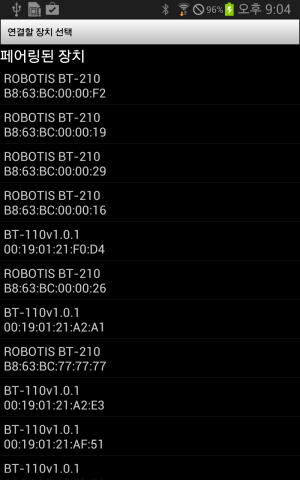 96% 오후 9:04
연결할 장치 선택
페어링된 장치
ROBOTIS BT-210
B8:63:BC:00:00:F2
ROBOTIS BT-210
B8:63:BC:00:00:19
ROBOTIS BT-210
B8:63:BC:00:00:29
ROBOTIS BT-210
B8:63:BC:00:00:16
BT-110v1.0.1
00:19:01:21:F0:D4
ROBOTIS BT-210
B8:63:BC:00:00:26
BT-110v1.0.1
00:19:01:21:A2:A1
ROBOTIS BT-210
B8:63:BC:77:77:77
BT-110v1.0.1
00:19:01:21:A2:E3
BT-110v1.0.1
00:19:01:21:AF:51
BT-110v1.0.1